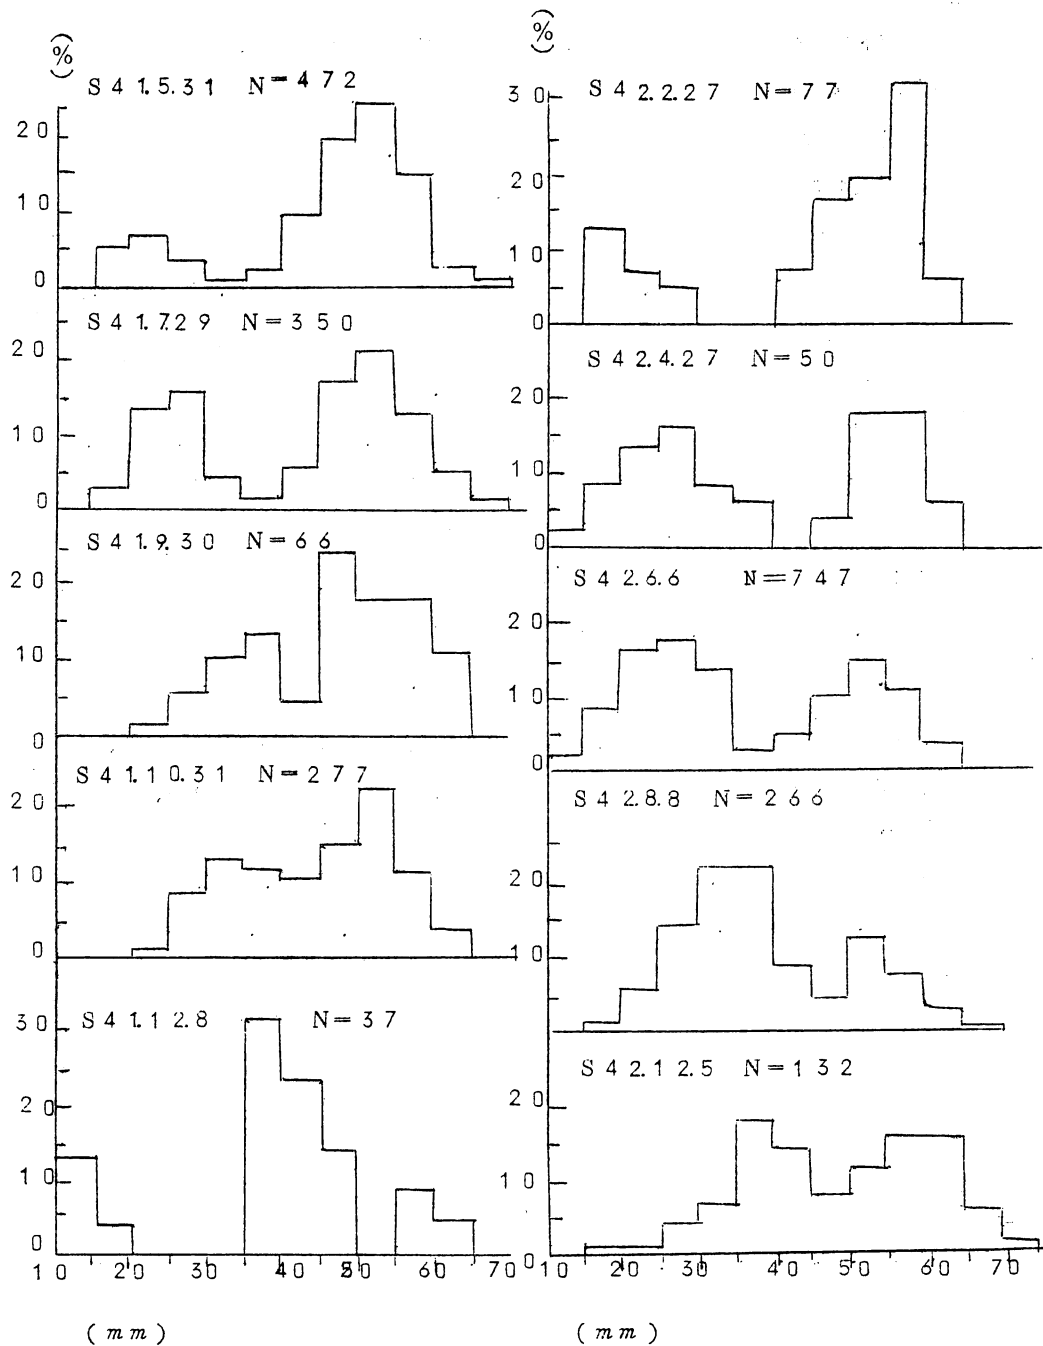 (%)
S 4 1.5.3 1 N=4 7 2
2 0
1 0
0
S 4 1.7.2 9 N=3 5 0
2 0
1 0
0
S 4 1.9.3 0 N=6 6
2 0
1 0
0
S 4 1.1 0.3 1 N=2 7 7
2 0
1 0
0
S 4 1.1 2.8 N=3 7
3 0
2 0
1 0
0
1 0 2 0 3 0 4 0 5 0 6 0 7 0
( mm )
(%)
S 4 2.2.2 7 N=7 7
3 0
2 0
1 0
0
S 4 2.4.2 7 N=5 0
2 0
1 0
0
S 4 2.6.6 N=7 4 7
2 0
1 0
0
S 4 2.8.8 N=2 6 6
2 0
1 0
S 4 2.1 2.5 N=1 3 2
2 0
1 0
0
1 0 2 0 3 0 4 0 5 0 6 0 7 0
( mm )